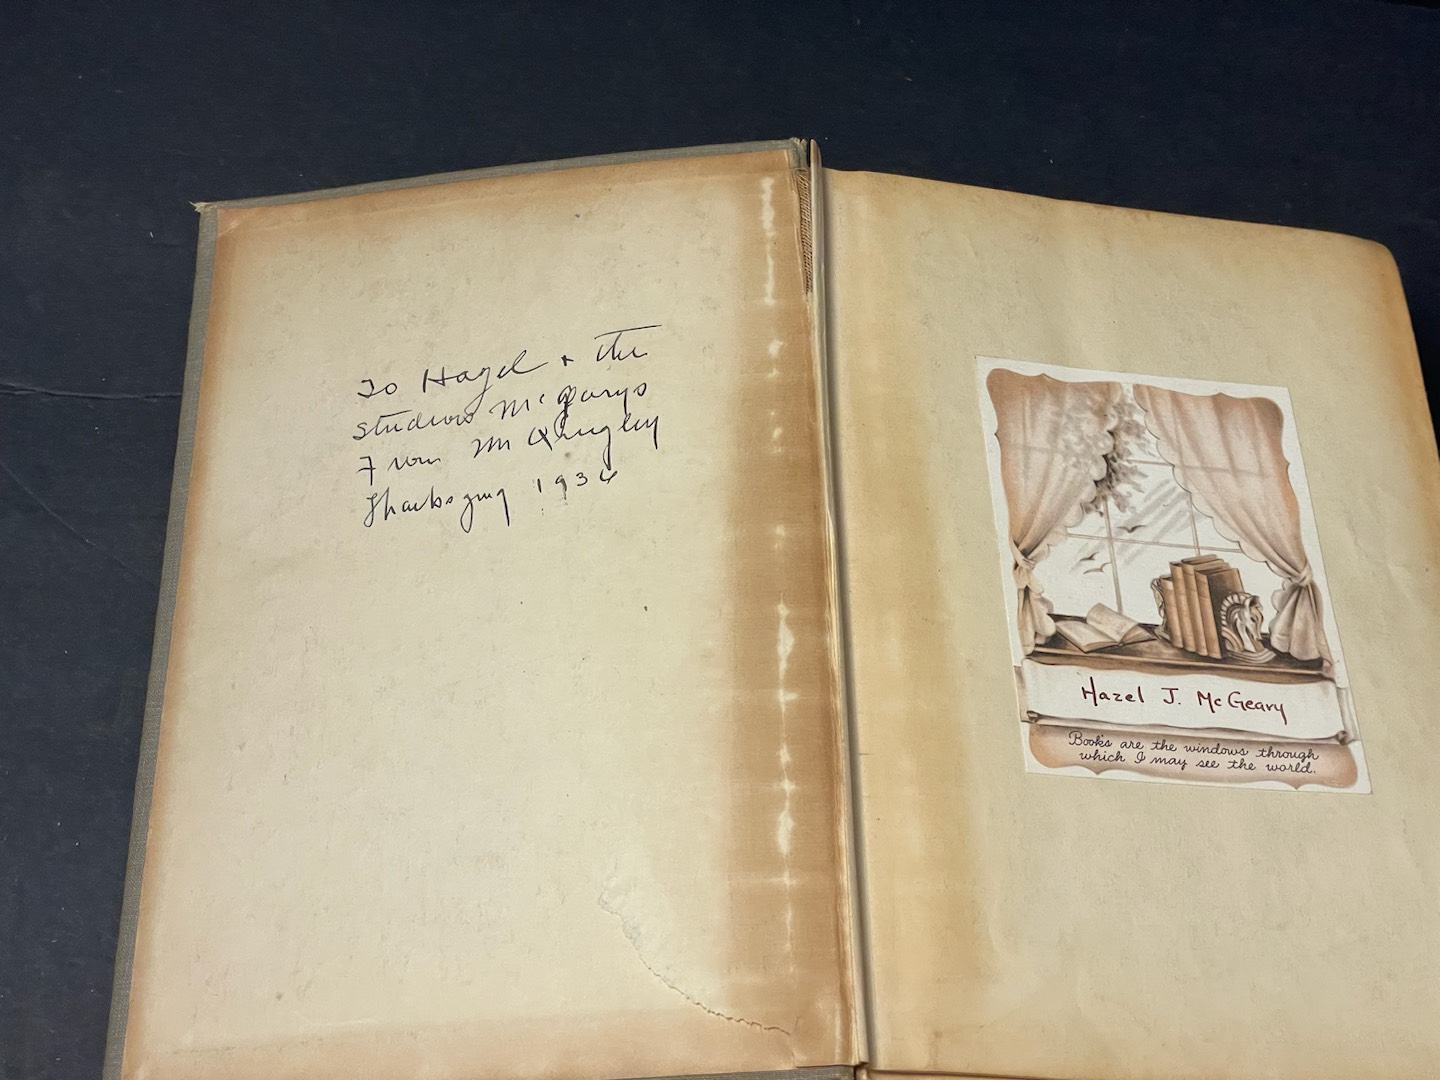 To Hazel + the
studious McGearys
From M Quigley
Thanksgiving 1936
Hazel J. McGeary
Books are the windows through
which I may see the world.